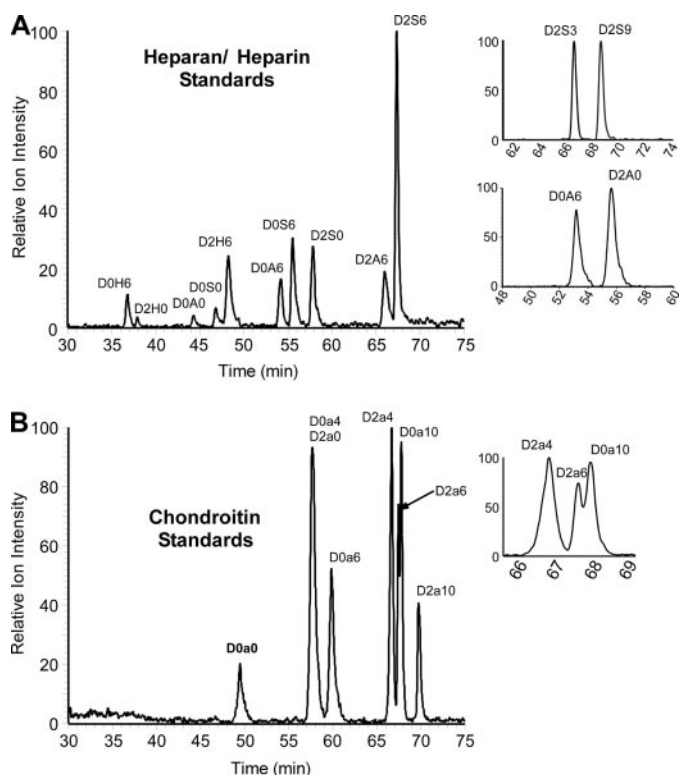 A
Heparan/ Heparin
Standards
Relative Ion Intensity
100
80
60
40
20
0
D0H6
D2H0
D0A0
D0S0
D2H6
D0A6
D0S6
D2S0
D2A6
D2S6
30 35 40 45 50 55 60 65 70 75
Time (min)
D2S3 D2S9
100
50
0
62 64 66 68 70 72 74
D0A6
D2A0
100
50
0
48 50 52 54 56 58 60
B
Chondroitin
Standards
Relative Ion Intensity
100
80
60
40
20
0
D0a0
D0a4
D2a0
D0a6
D2a4
D0a10
D2a6
D2a10
30 35 40 45 50 55 60 65 70 75
Time (min)
D2a4
D2a6
D0a10
100
50
0
66 67 68 69